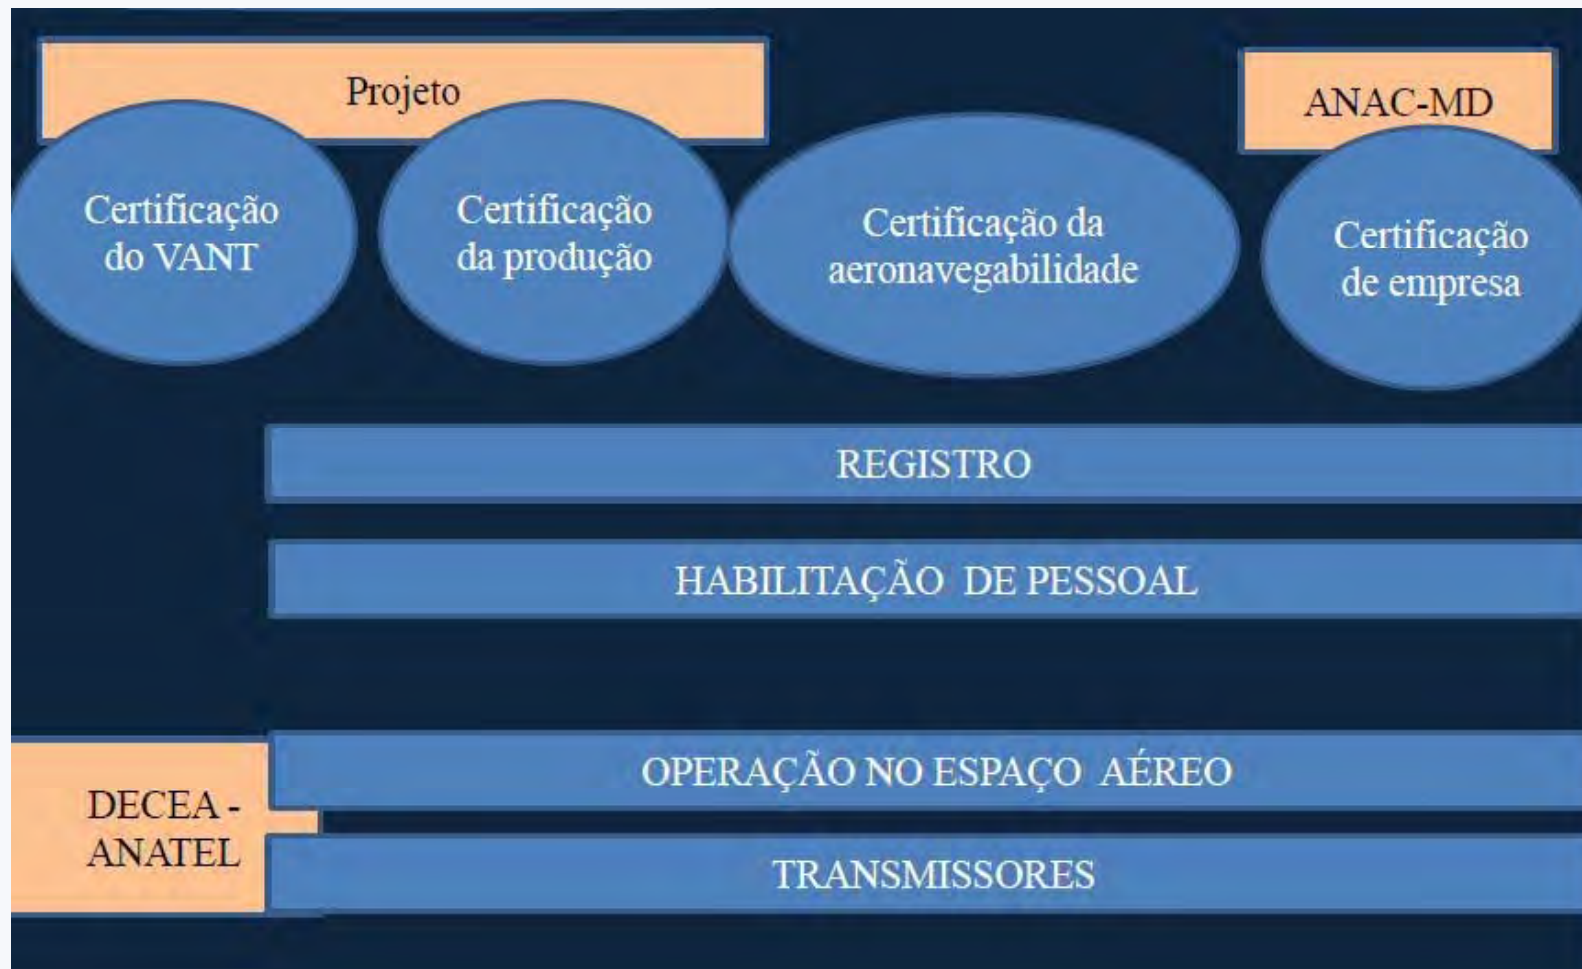 Projeto
ANAC-MD
Certificação
do VANT
Certificação
da produção
Certificação da
aeronavegabilidade
Certificação
de empresa
REGISTRO
HABILITAÇÃO DE PESSOAL
OPERAÇÃO NO ESPAÇO AÉREO
DECEA -
ANATEL
TRANSMISSORES